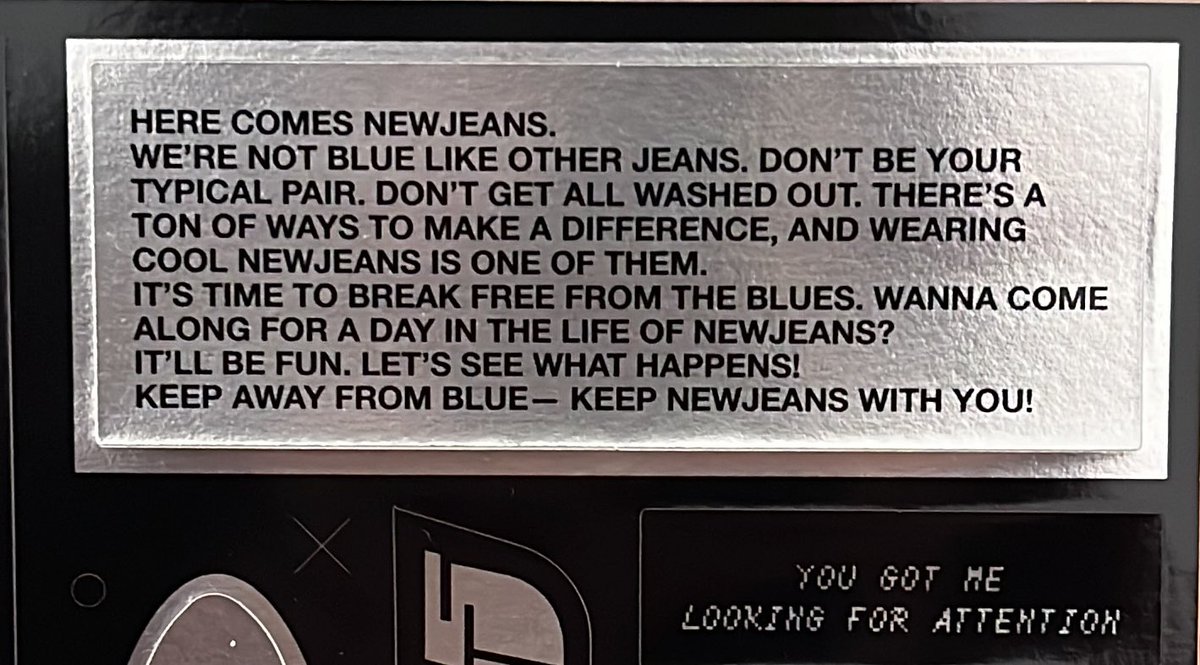 HERE COMES NEWJEANS.
WE'RE NOT BLUE LIKE OTHER JEANS. DON'T BE YOUR
TYPICAL PAIR. DON'T GET ALL WASHED OUT. THERE'S A
TON OF WAYS TO MAKE A DIFFERENCE, AND WEARING
COOL NEWJEANS IS ONE OF THEM.
IT'S TIME TO BREAK FREE FROM THE BLUES. WANNA COME
ALONG FOR A DAY IN THE LIFE OF NEWJEANS?
IT'LL BE FUN. LET'S SEE WHAT HAPPENS!
KEEP AWAY FROM BLUE— KEEP NEWJEANS WITH YOU!
YOU GOT ME
LOOKING FOR ATTENTION